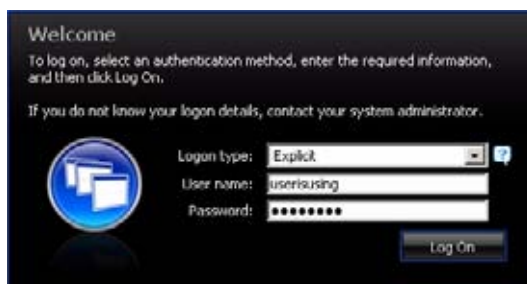 Welcome
To log on, select an authentication method, enter the required information,
and then click Log On.
If you do not know your logon details, contact your system administrator.
Logon type: Explicit
User name: userisusing
Password: ●●●●●●●●
Log On